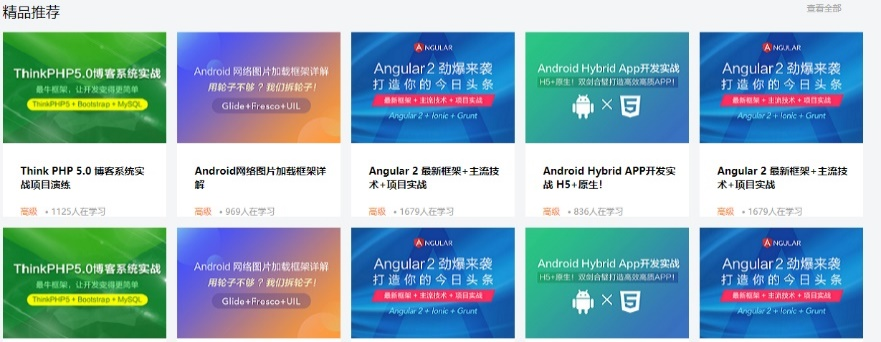 精品推荐
查看全部
ThinkPHP5.0博客系统实战
最牛框架，让开发变得更简单
ThinkPHP5 + Bootstrap + MySQL
Android 网络图片加载框架详解
用轮子不够？我们拆轮子！
Glide+Fresco+UIL
ANGULAR
Angular 2 劲爆来袭
打造你的今日头条
最新框架 + 主流技术 + 项目实战
Angular 2 + Ionic + Grunt
Android Hybrid App开发实战
H5+原生！双剑合璧打造高效高质APP！
ANGULAR
Angular 2 劲爆来袭
打造你的今日头条
最新框架 + 主流技术 + 项目实战
Angular 2 + Ionic + Grunt
Think PHP 5.0 博客系统实
战项目演练
高级 • 1125人在学习
Android网络图片加载框架详
解
高级 • 969人在学习
Angular 2 最新框架+主流技
术+项目实战
高级 • 1679人在学习
Android Hybrid APP开发实
战 H5+原生！
高级 • 836人在学习
Angular 2 最新框架+主流技
术+项目实战
高级 • 1679人在学习
ThinkPHP5.0博客系统实战
最牛框架，让开发变得更简单
ThinkPHP5 + Bootstrap + MySQL
Android 网络图片加载框架详解
用轮子不够？我们拆轮子！
Glide+Fresco+UIL
ANGULAR
Angular 2 劲爆来袭
打造你的今日头条
最新框架 + 主流技术 + 项目实战
Angular 2 + Ionic + Grunt
Android Hybrid App开发实战
H5+原生！双剑合璧打造高效高质APP！
ANGULAR
Angular 2 劲爆来袭
打造你的今日头条
最新框架 + 主流技术 + 项目实战
Angular 2 + Ionic + Grunt